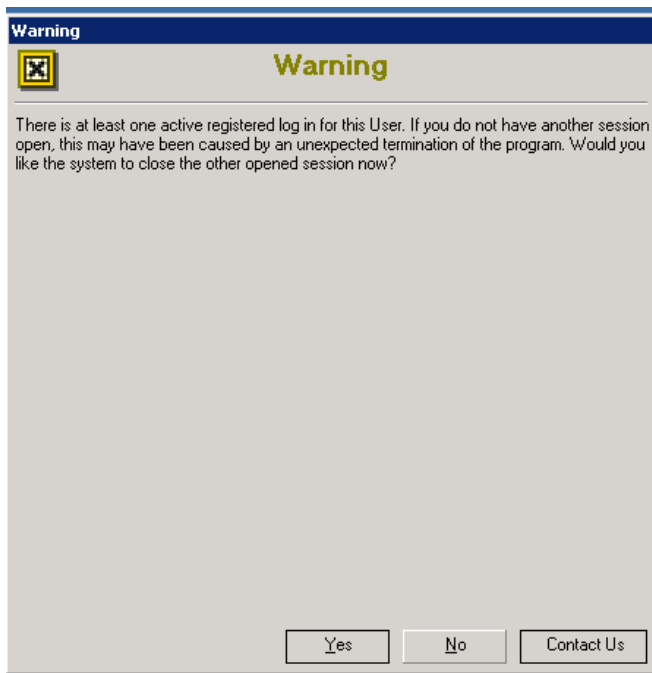 Warning
Warning
There is at least one active registered log in for this User. If you do not have another session
open, this may have been caused by an unexpected termination of the program. Would you
like the system to close the other opened session now?
Yes
No
Contact Us